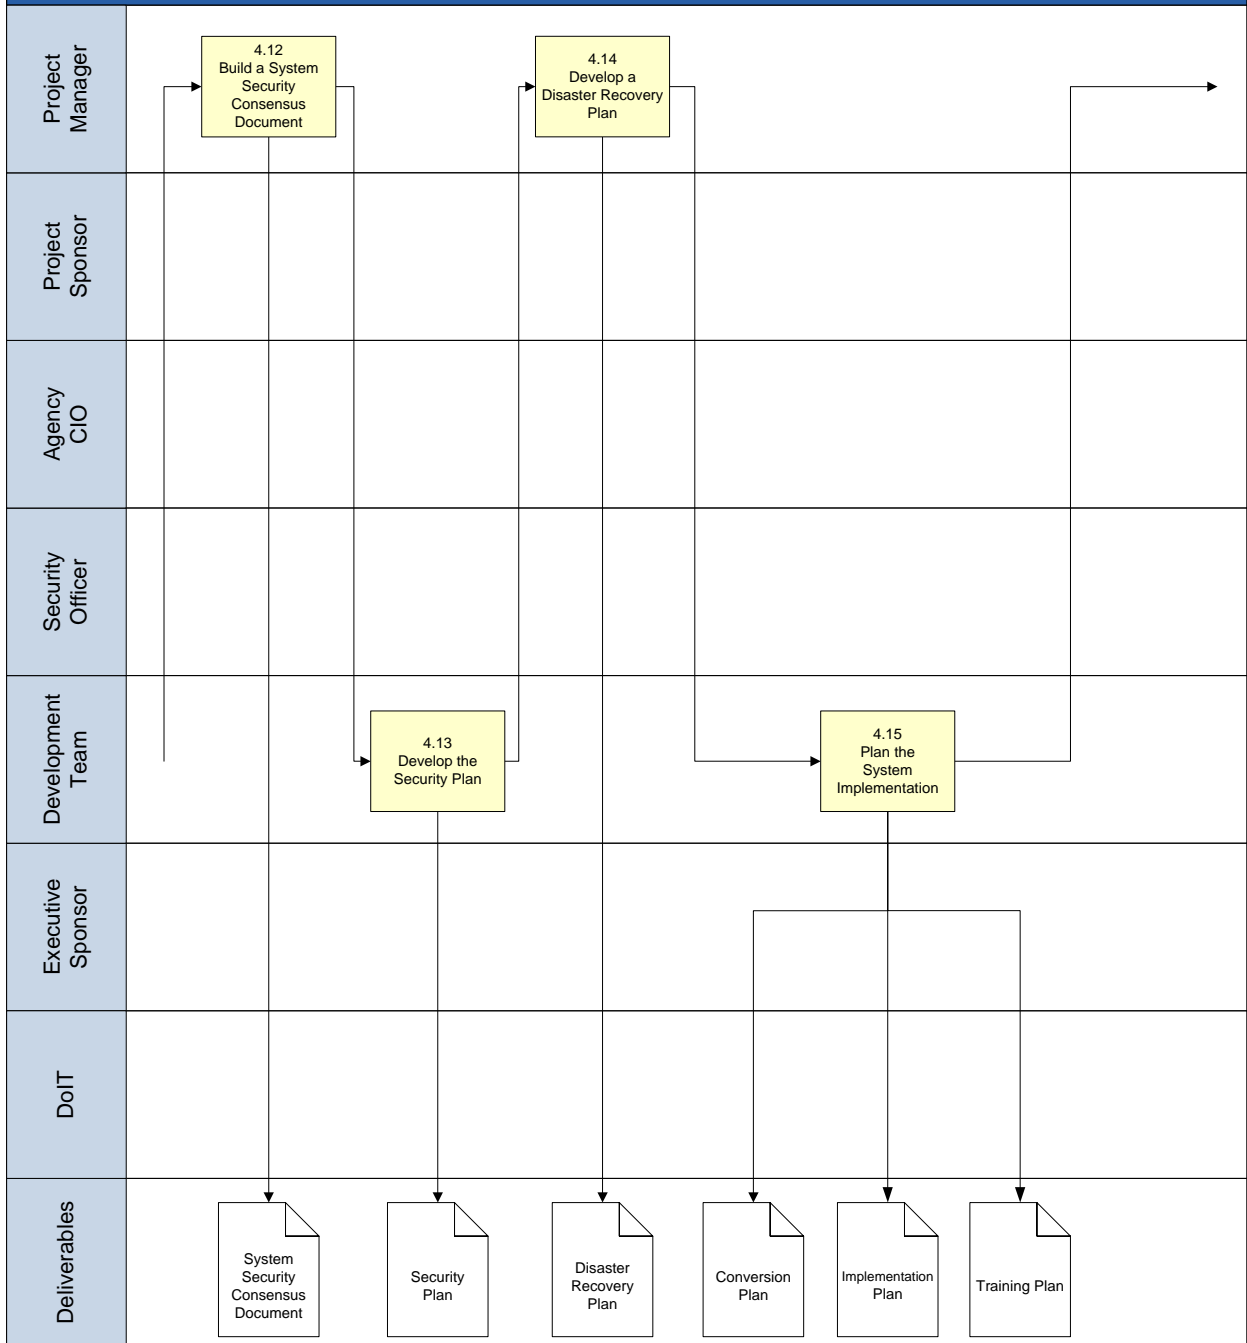 Project
Manager
4.12
Build a System
Security
Consensus
Document
4.14
Develop a
Disaster Recovery
Plan
Project
Sponsor
Agency
CIO
Security
Officer
Development
Team
4.13
Develop the
Security Plan
4.15
Plan the
System
Implementation
Executive
Sponsor
DoIT
Deliverables
System
Security
Consensus
Document
Security
Plan
Disaster
Recovery
Plan
Conversion
Plan
Implementation
Plan
Training Plan